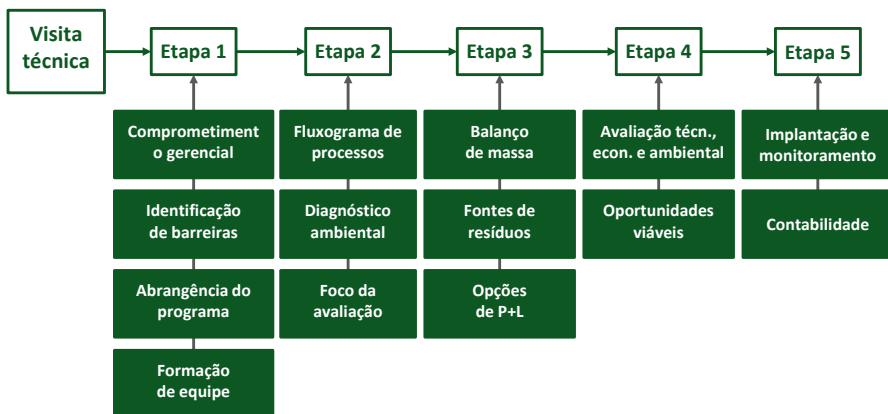 Visita
técnica
Etapa 1
Etapa 2
Etapa 3
Etapa 4
Etapa 5
Compromentiment
o gerencial
Identificação
de barreiras
Abrangência do
programa
Formação
de equipe
Fluxograma de
processos
Diagnóstico
ambiental
Foco da
avaliação
Balanço
de massa
Fontes de
resíduos
Opções
de P+L
Avaliação técn.,
econ. e ambiental
Oportunidades
viáveis
Implantação e
monitoramento
Contabilidade